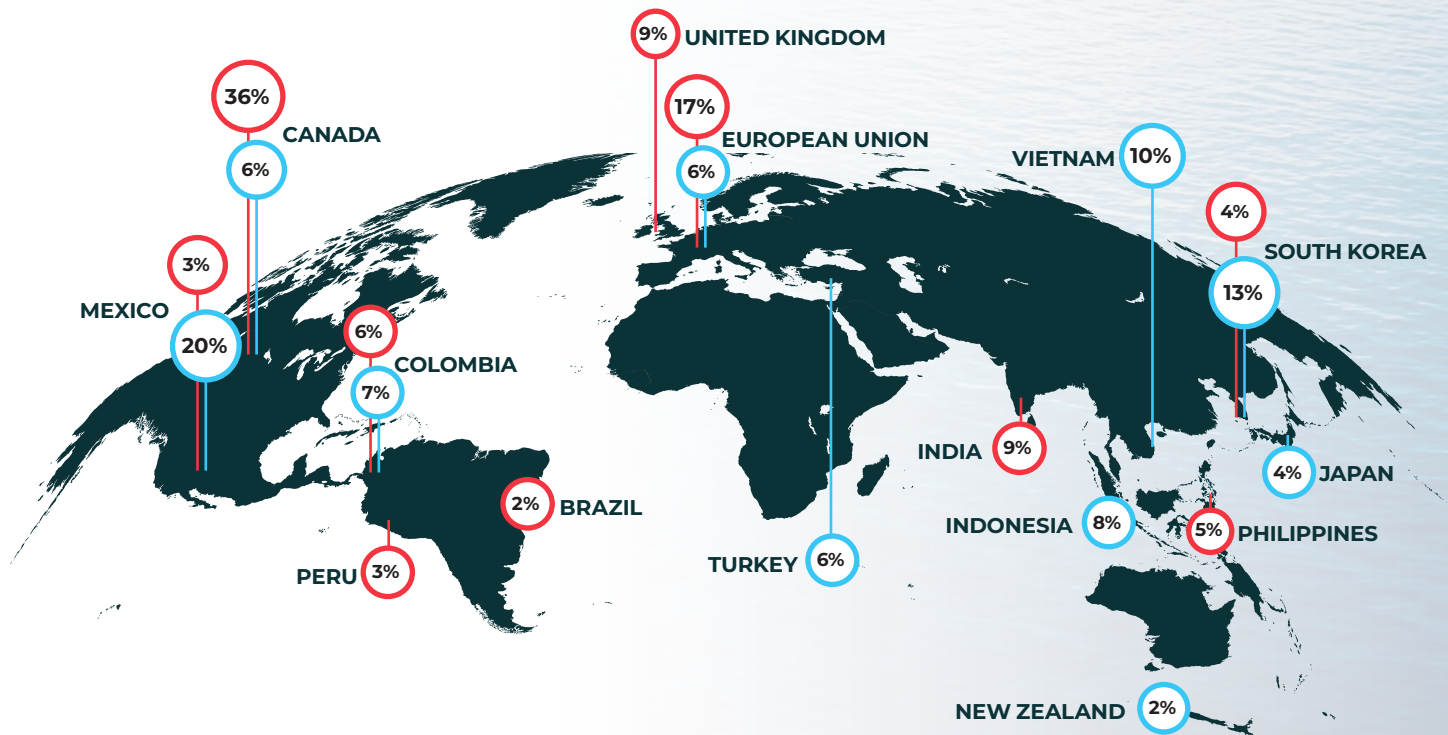 9%
UNITED KINGDOM
36%
CANADA
6%
17%
EUROPEAN UNION
6%
VIETNAM
10%
4%
SOUTH KOREA
13%
3%
MEXICO
20%
6%
COLOMBIA
7%
INDIA
9%
4%
JAPAN
2%
BRAZIL
INDONESIA
8%
5%
PHILIPPINES
PERU
3%
TURKEY
6%
NEW ZEALAND
2%